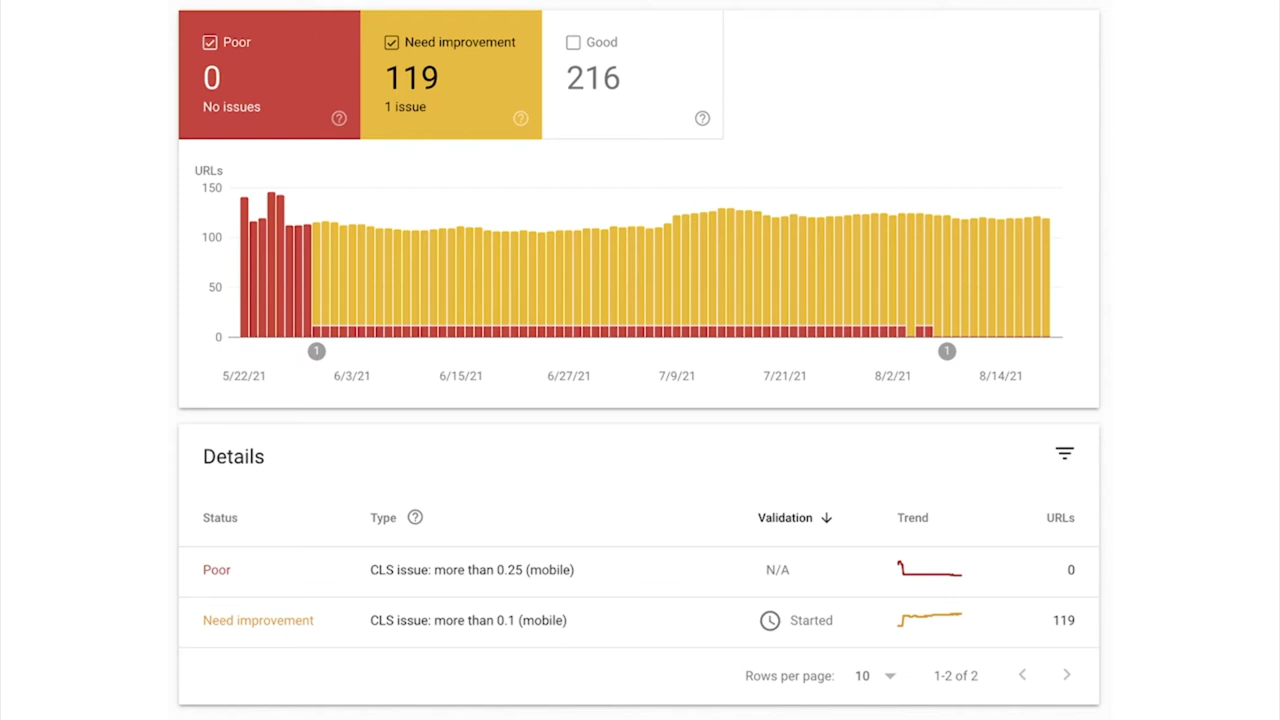 Poor
0
No issues
Need improvement
119
1 issue
Good
216
URLs
150
100
50
0
1
1
5/22/21 6/3/21 6/15/21 6/27/21 7/9/21 7/21/21 8/2/21 8/14/21
Details
Status Type Validation Trend URLs
Poor CLS issue: more than 0.25 (mobile) N/A 0
Need improvement CLS issue: more than 0.1 (mobile) Started 119
Rows per page: 10 1-2 of 2